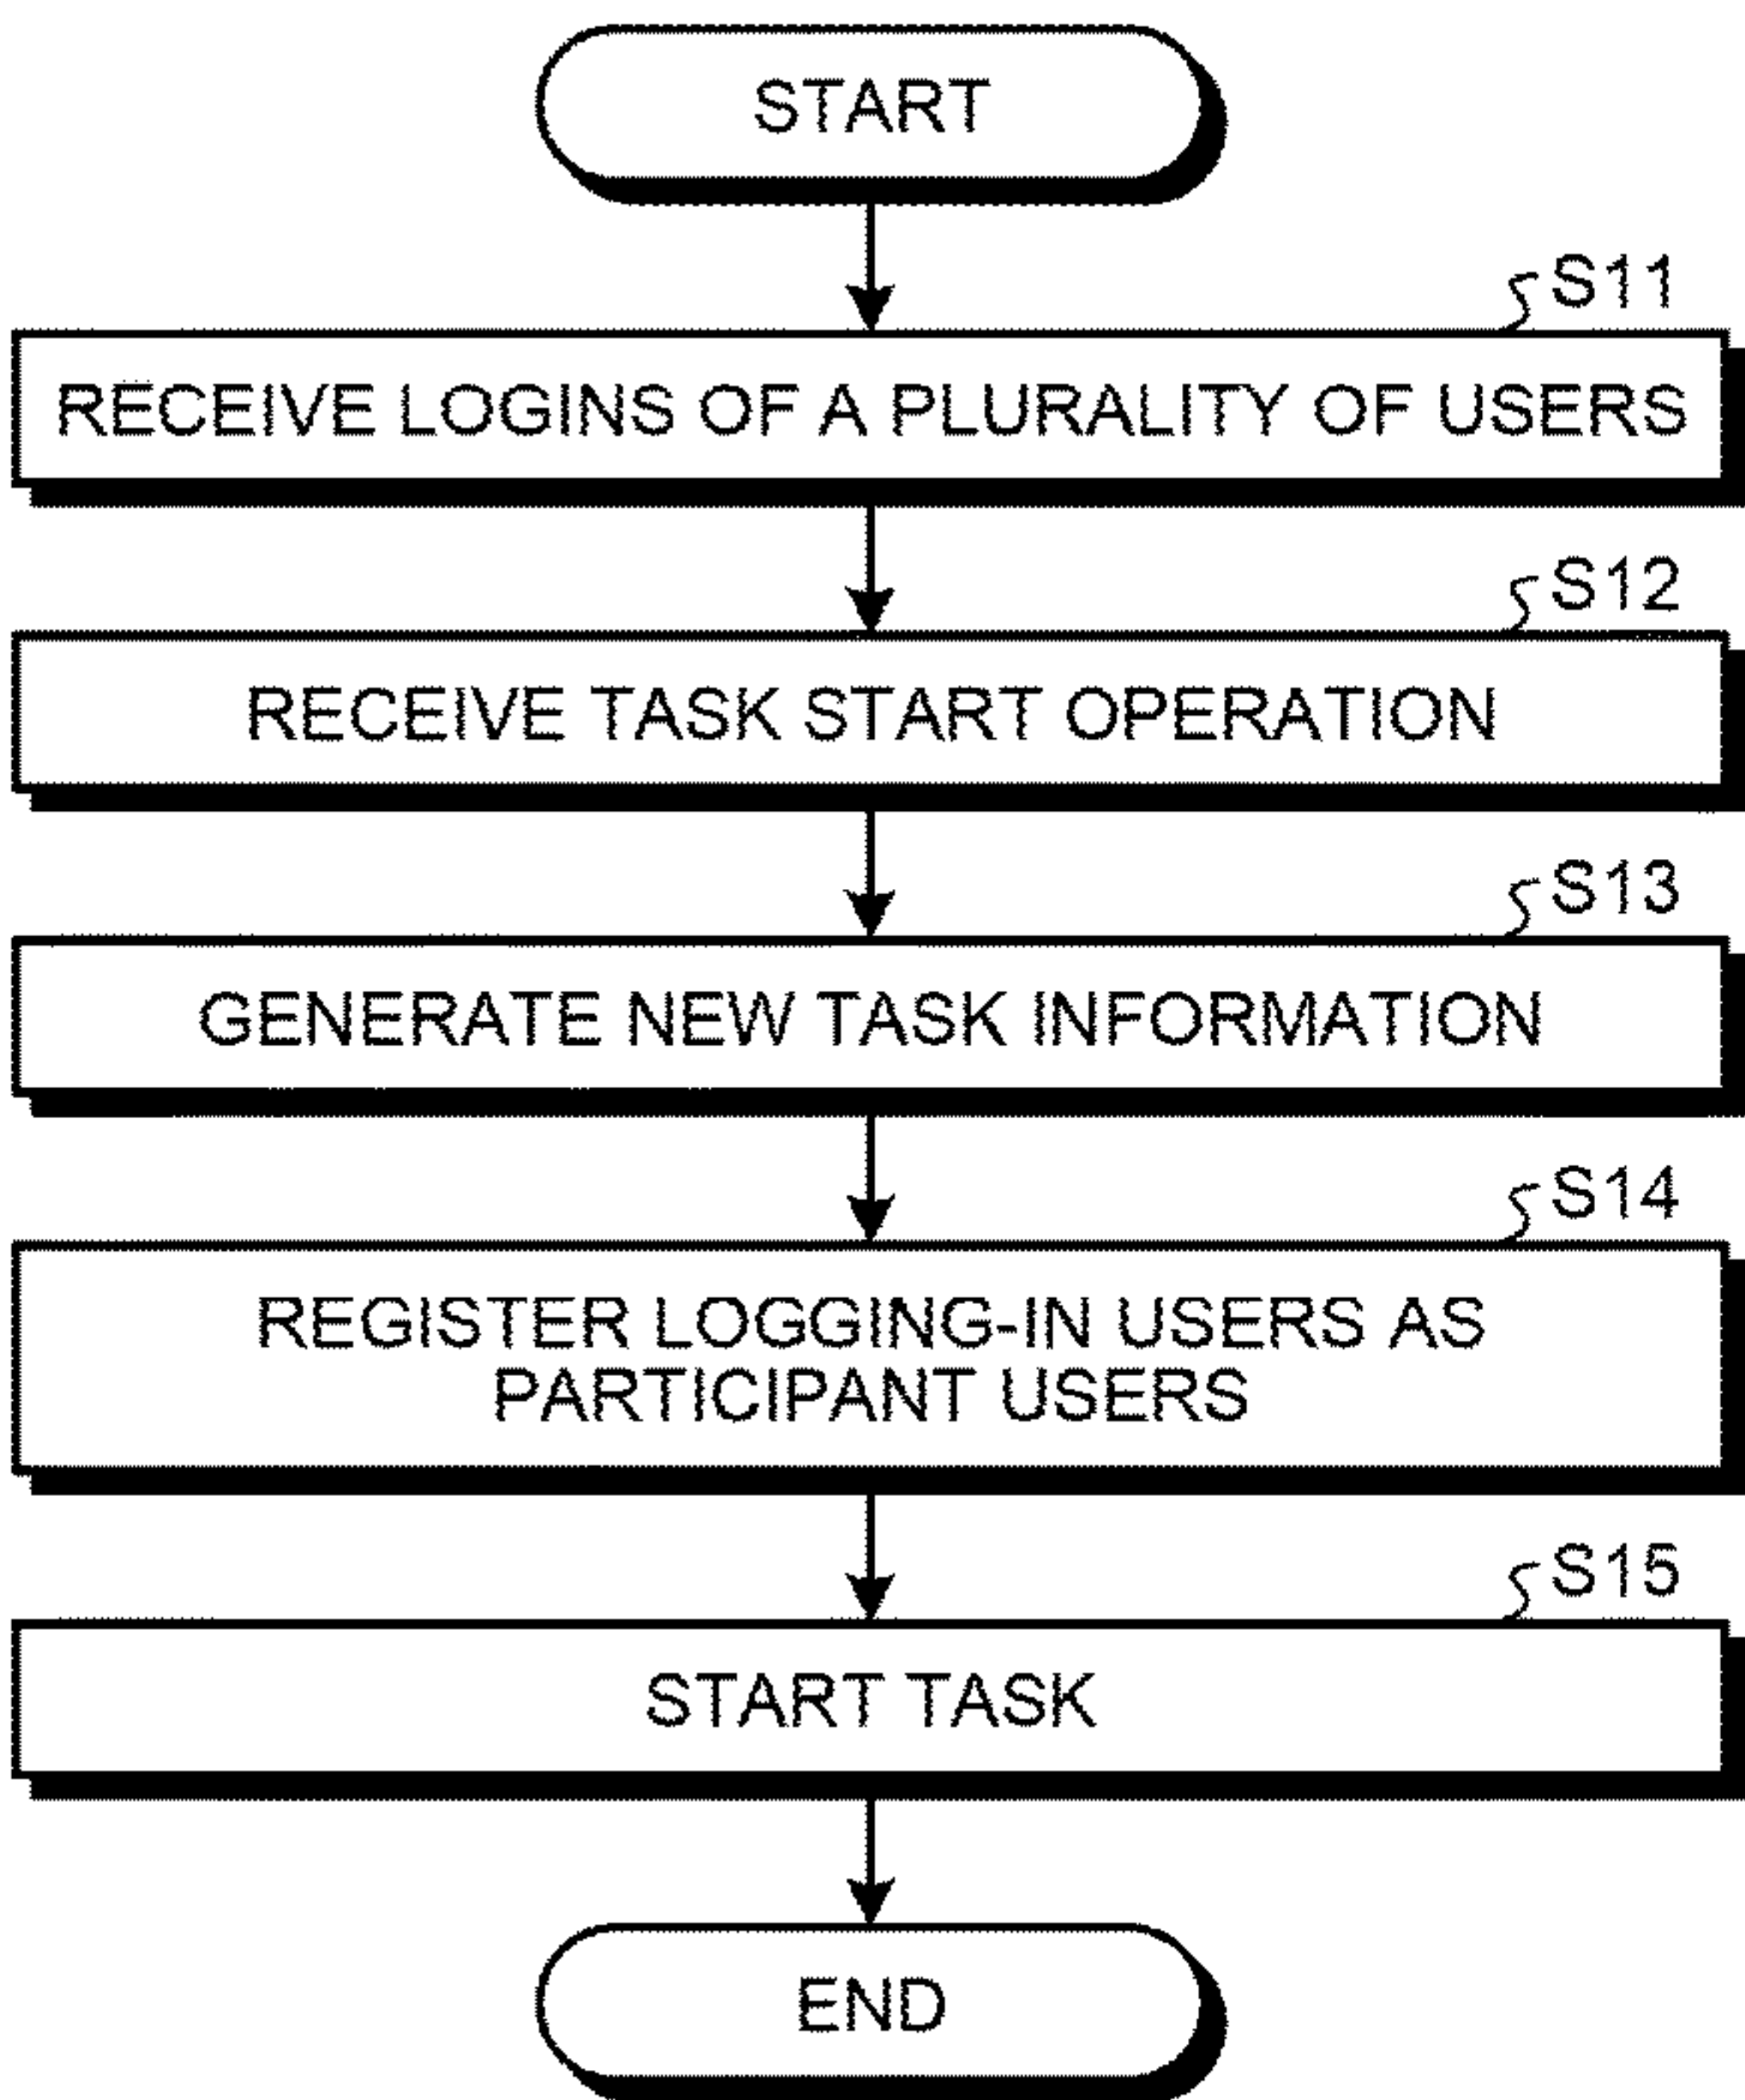 START
S11
RECEIVE LOGINS OF A PLURALITY OF USERS
S12
RECEIVE TASK START OPERATION
S13
GENERATE NEW TASK INFORMATION
S14
REGISTER LOGGING-IN USERS AS
PARTICIPANT USERS
S15
START TASK
END